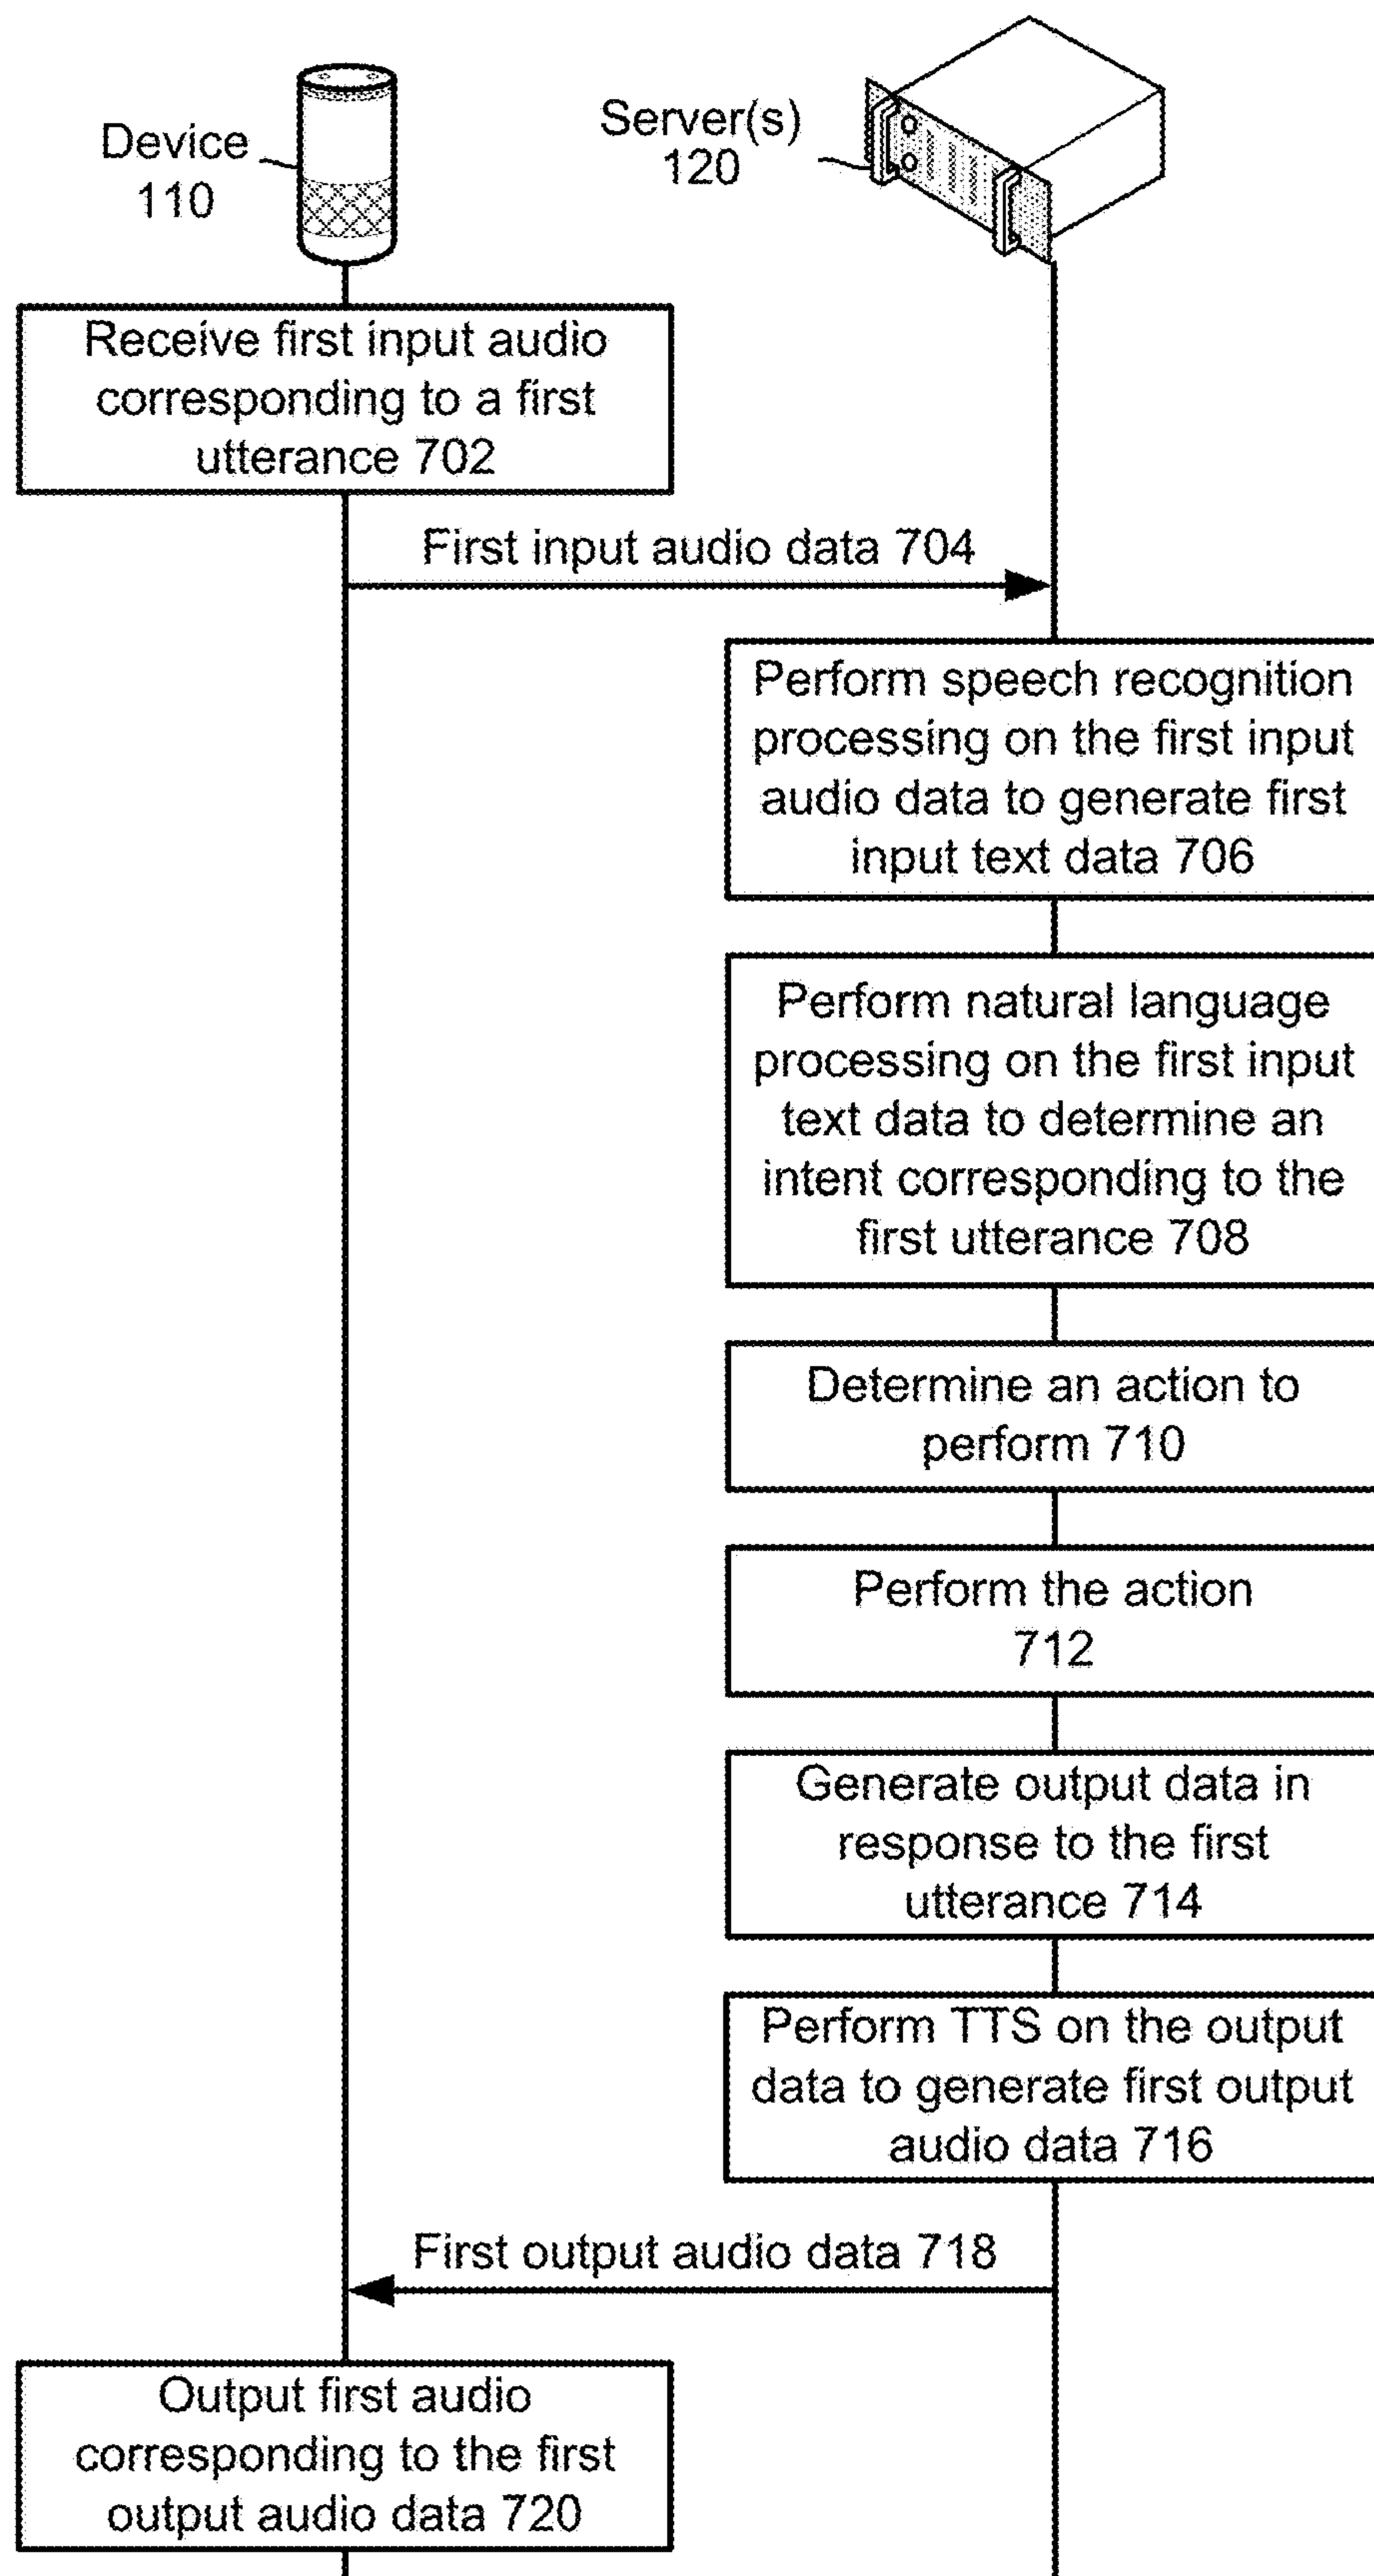 Device
110
Server(s)
120
Receive first input audio
corresponding to a first
utterance 702
First input audio data 704
Perform speech recognition
processing on the first input
audio data to generate first
input text data 706
Perform natural language
processing on the first input
text data to determine an
intent corresponding to the
first utterance 708
Determine an action to
perform 710
Perform the action
712
Generate output data in
response to the first
utterance 714
Perform TTS on the output
data to generate first output
audio data 716
First output audio data 718
Output first audio
corresponding to the first
output audio data 720